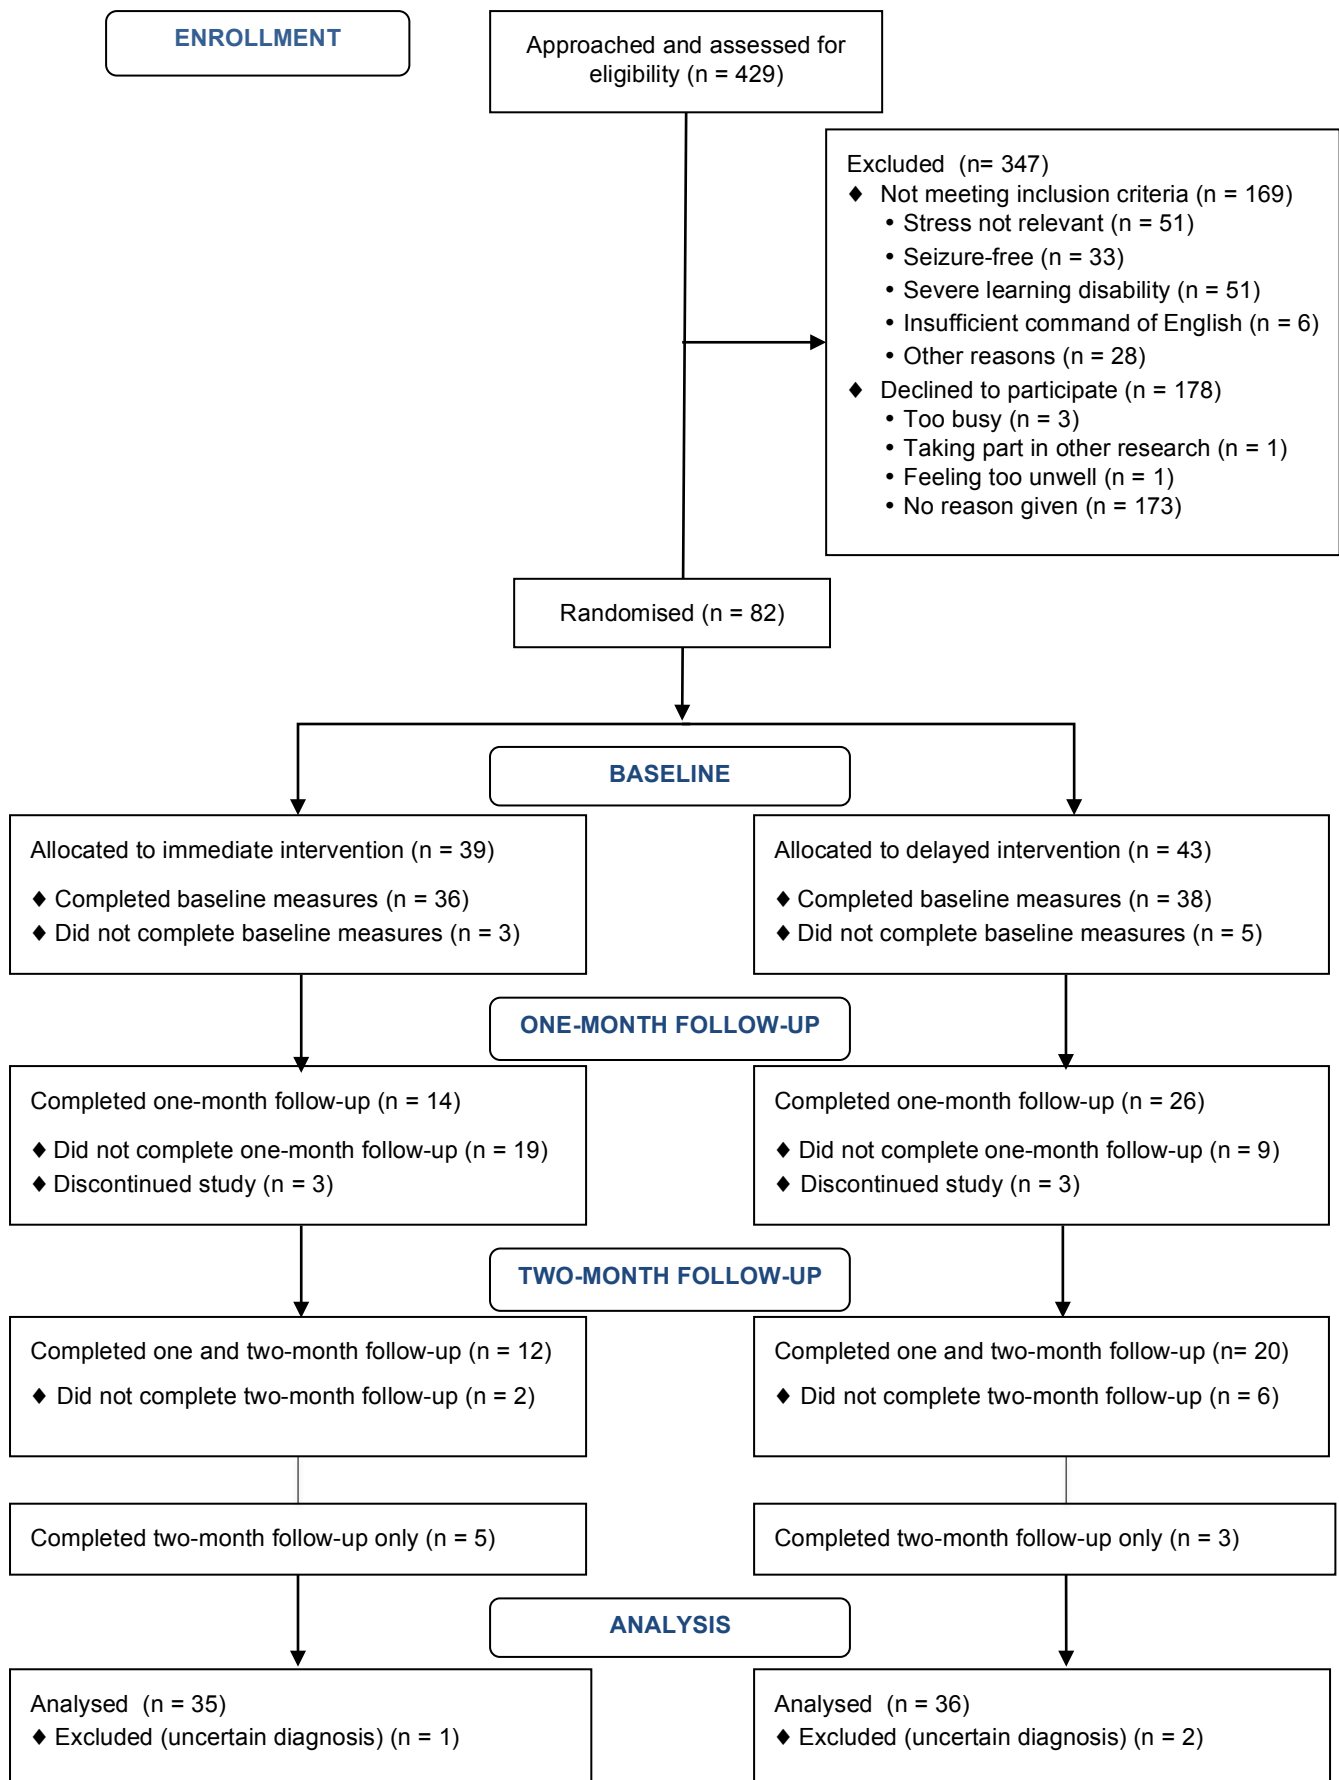 ENROLLMENT
Approached and assessed for
eligibility (n = 429)
Excluded (n= 347)
♦ Not meeting inclusion criteria (n = 169)
• Stress not relevant (n = 51)
• Seizure-free (n = 33)
• Severe learning disability (n = 51)
• Insufficient command of English (n = 6)
• Other reasons (n = 28)
♦ Declined to participate (n = 178)
• Too busy (n = 3)
• Taking part in other research (n = 1)
• Feeling too unwell (n = 1)
• No reason given (n = 173)
Randomised (n = 82)
BASELINE
Allocated to immediate intervention (n = 39)
♦ Completed baseline measures (n = 36)
♦ Did not complete baseline measures (n = 3)
Allocated to delayed intervention (n = 43)
♦ Completed baseline measures (n = 38)
♦ Did not complete baseline measures (n = 5)
ONE-MONTH FOLLOW-UP
Completed one-month follow-up (n = 14)
♦ Did not complete one-month follow-up (n = 19)
♦ Discontinued study (n = 3)
Completed one-month follow-up (n = 26)
♦ Did not complete one-month follow-up (n = 9)
♦ Discontinued study (n = 3)
TWO-MONTH FOLLOW-UP
Completed one and two-month follow-up (n = 12)
♦ Did not complete two-month follow-up (n = 2)
Completed one and two-month follow-up (n= 20)
♦ Did not complete two-month follow-up (n = 6)
Completed two-month follow-up only (n = 5)
Completed two-month follow-up only (n = 3)
ANALYSIS
Analysed (n = 35)
♦ Excluded (uncertain diagnosis) (n = 1)
Analysed (n = 36)
♦ Excluded (uncertain diagnosis) (n = 2)